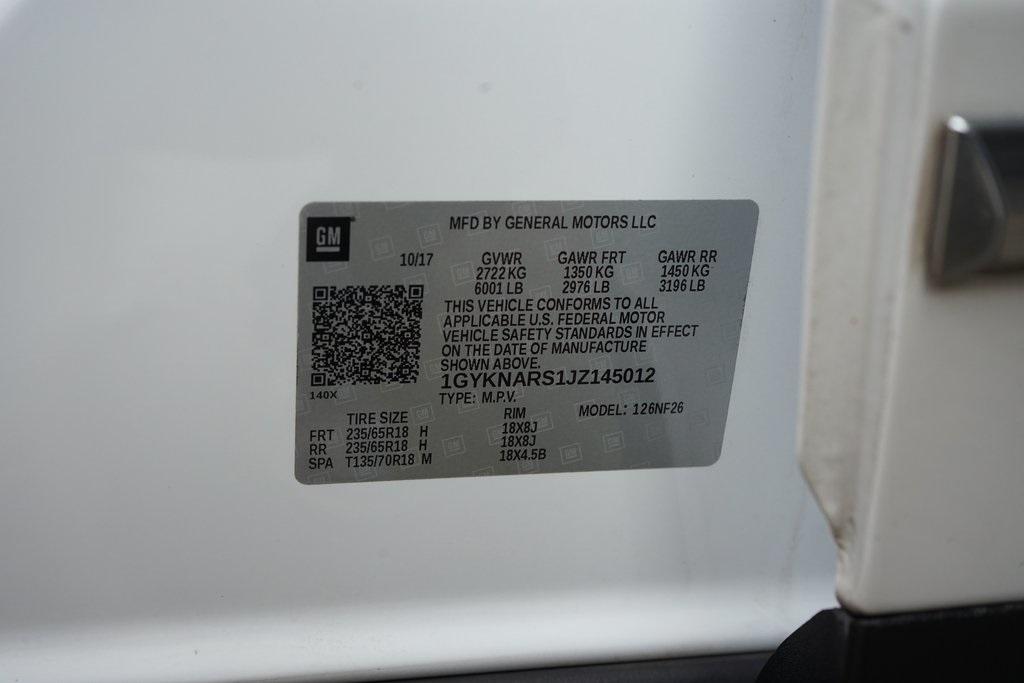 GM
MFD BY GENERAL MOTORS LLC
10/17 GVWR GAWR FRT GAWR RR
2722 KG 1350 KG 1450 KG
6001 LB 2976 LB 3196 LB
THIS VEHICLE CONFORMS TO ALL
APPLICABLE U.S. FEDERAL MOTOR
VEHICLE SAFETY STANDARDS IN EFFECT
ON THE DATE OF MANUFACTURE
SHOWN ABOVE.
1GYKNARS1JZ145012
140X
TYPE: M.P.V.
TIRE SIZE RIM MODEL: 126NF26
FRT 235/65R18 H 18X8J
RR 235/65R18 H 18X8J
SPA T135/70R18 M 18X4.5B